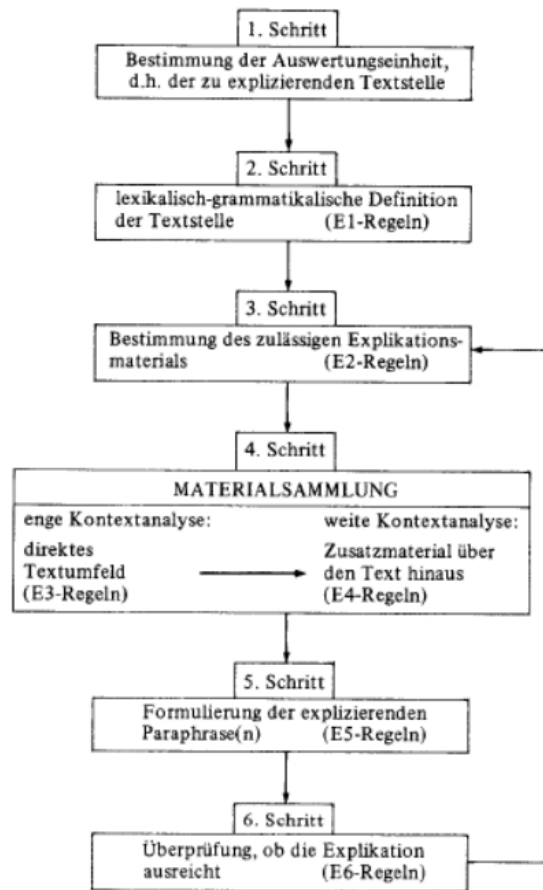 1. Schritt
Bestimmung der Auswertungseinheit,
d.h. der zu explizierenden Textstelle
2. Schritt
lexikalisch-grammatikalische Definition
der Textstelle (E1-Regeln)
3. Schritt
Bestimmung des zulässigen Explikations-
materials (E2-Regeln)
4. Schritt
MATERIALSAMMLUNG
enge Kontextanalyse:
direktes
Textumfeld
(E3-Regeln)
weite Kontextanalyse:
Zusatzmaterial über
den Text hinaus
(E4-Regeln)
5. Schritt
Formulierung der explizierenden
Paraphrase(n) (E5-Regeln)
6. Schritt
Überprüfung, ob die Explikation
ausreicht (E6-Regeln)